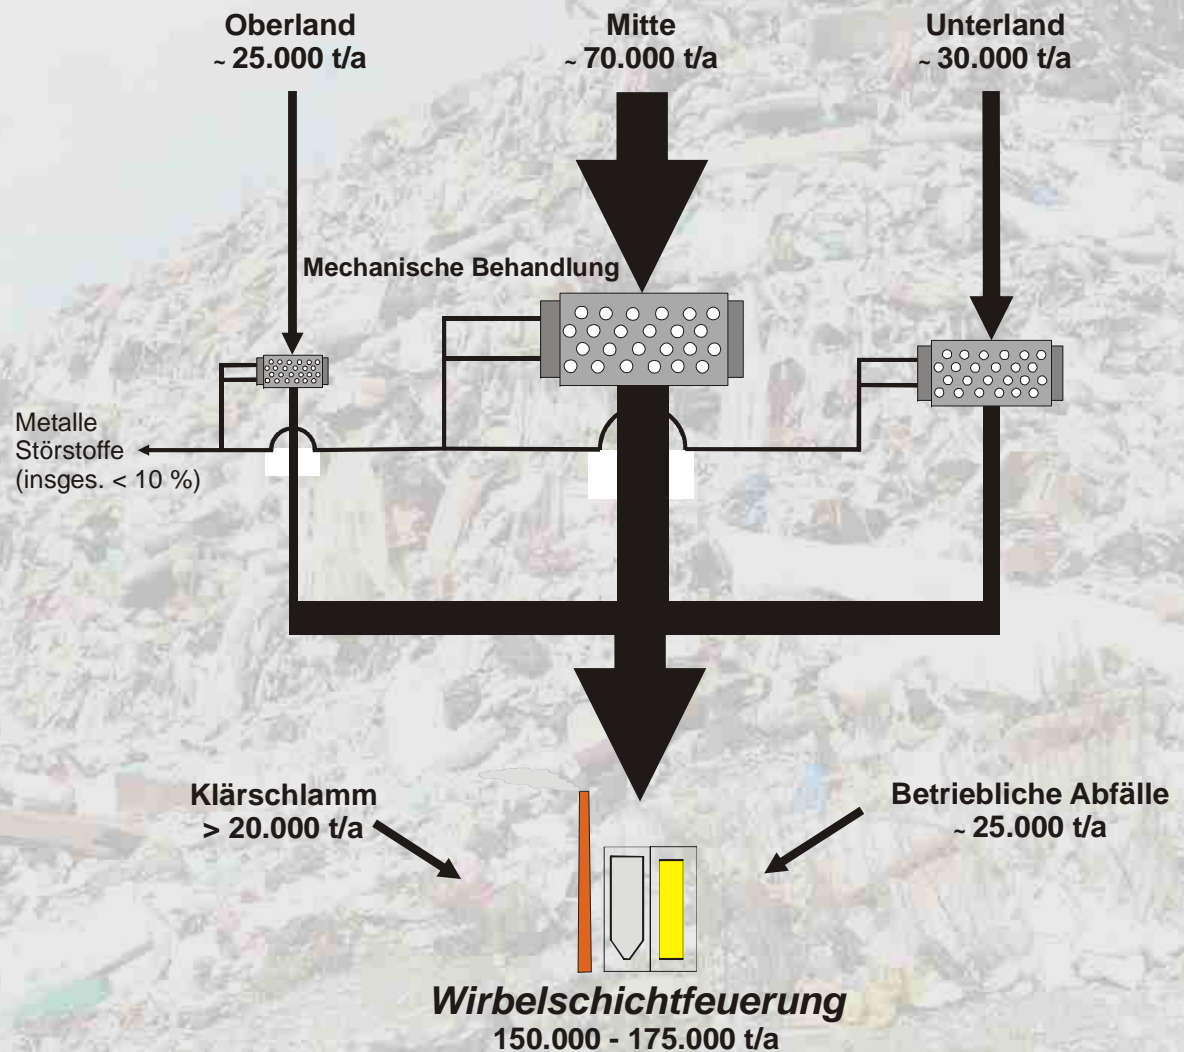 Oberland
~ 25.000 t/a
Mitte
~ 70.000 t/a
Unterland
~ 30.000 t/a
Mechanische Behandlung
Metalle
Störstoffe
(insges. < 10 %)
Klärschlamm
> 20.000 t/a
Betriebliche Abfälle
~ 25.000 t/a
Wirbelschichtfeuerung
150.000 - 175.000 t/a